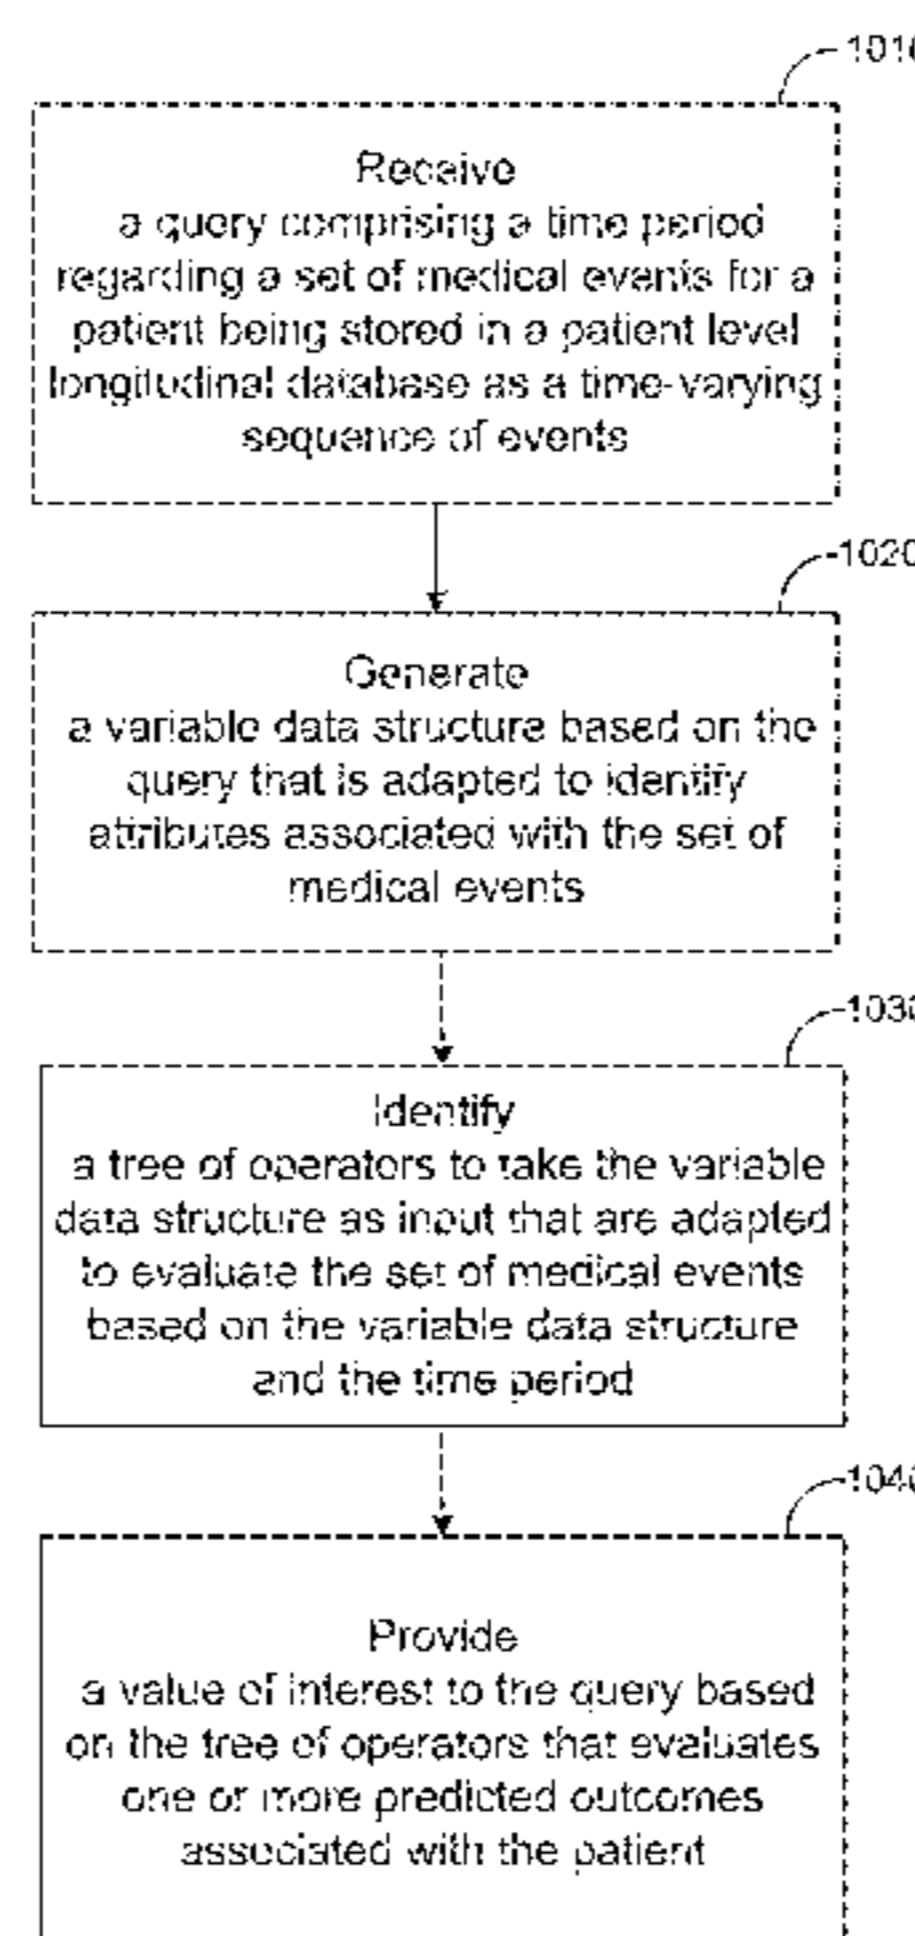 1010
Receive
a query comprising a time period
regarding a set of medical events for a
patient being stored in a patient level
longitudinal database as a time-varying
sequence of events
1020
Generate
a variable data structure based on the
query that is adapted to identify
attributes associated with the set of
medical events
1030
Identify
a tree of operators to take the variable
data structure as input that are adapted
to evaluate the set of medical events
based on the variable data structure
and the time period
1040
Provide
a value of interest to the query based
on the tree of operators that evaluates
one or more predicted outcomes
associated with the patient